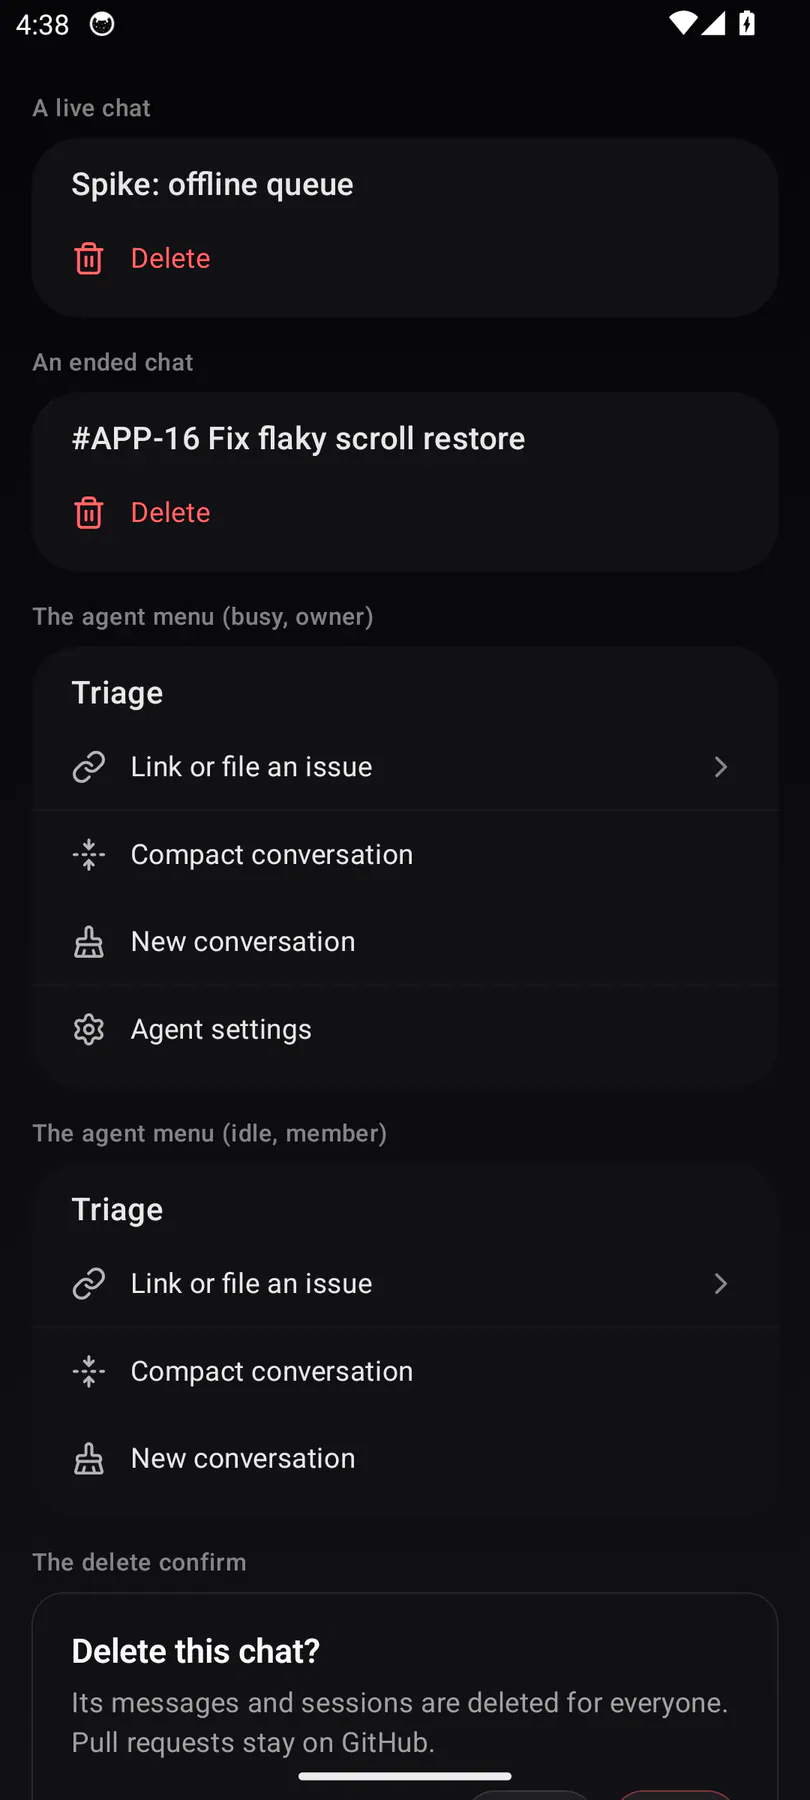 4:38
A live chat
Spike: offline queue
Delete
An ended chat
#APP-16 Fix flaky scroll restore
Delete
The agent menu (busy, owner)
Triage
Link or file an issue
Compact conversation
New conversation
Agent settings
The agent menu (idle, member)
Triage
Link or file an issue
Compact conversation
New conversation
The delete confirm
Delete this chat?
Its messages and sessions are deleted for everyone.
Pull requests stay on GitHub.